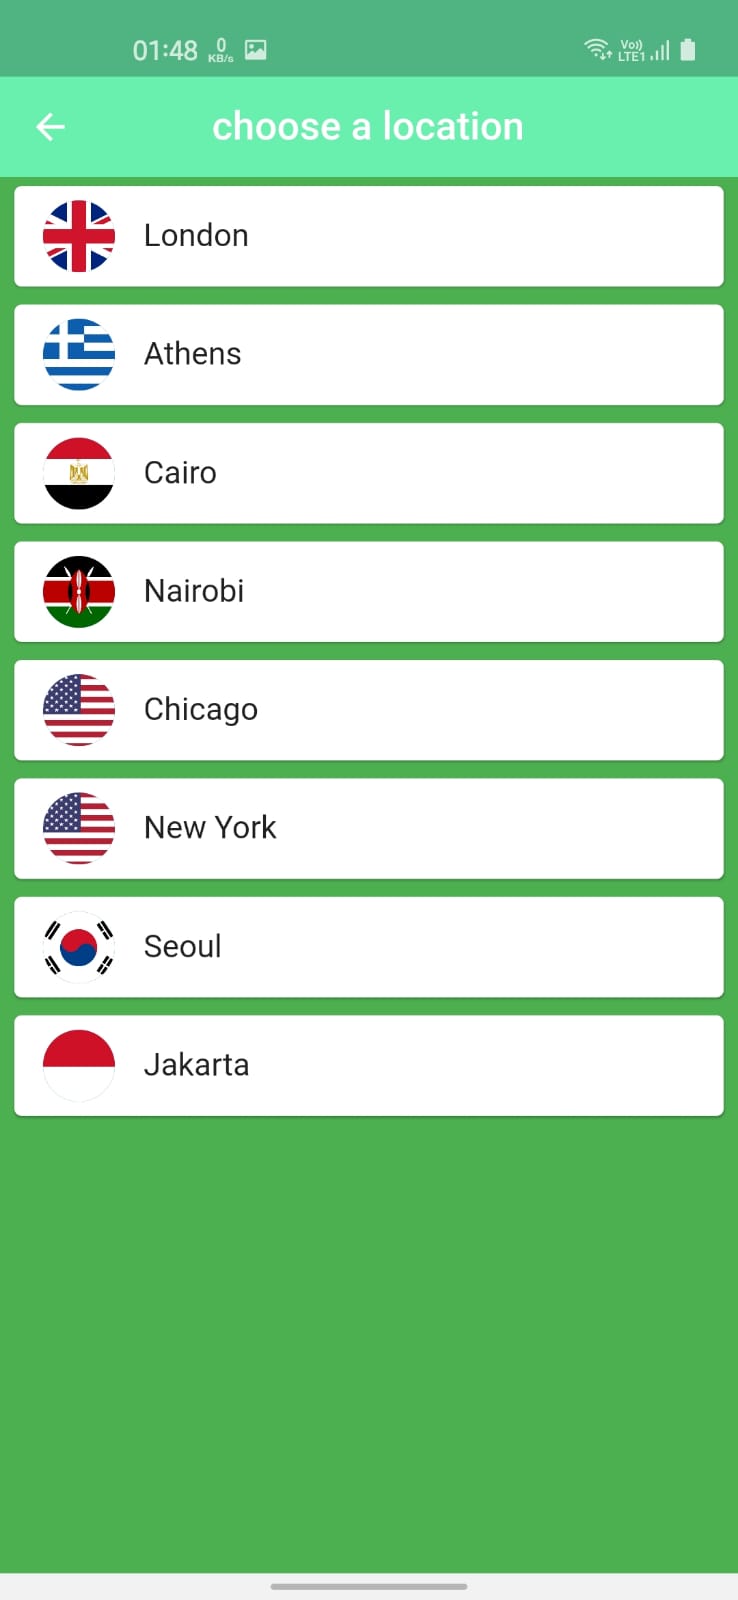 01:48 0 KB/s Vo)) LTE1
choose a location
London
Athens
Cairo
Nairobi
Chicago
New York
Seoul
Jakarta